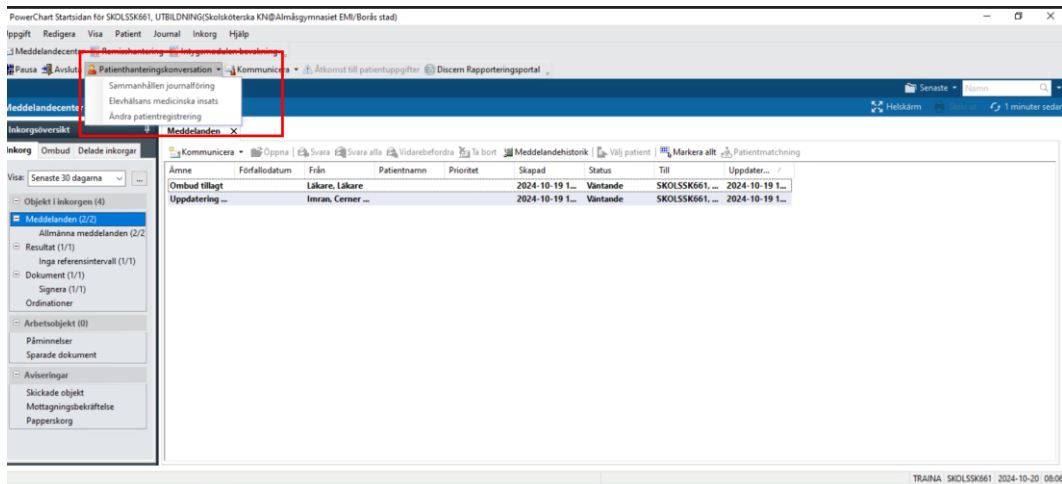 PowerChart Startsidan för SKOLSSK661, UTBILDNING(Skolsköterska KN@Almåsgymnasiet EMI/Borås stad)
Uppgift Redigera Visa Patient Journal Inkorg Hjälp
Meddelandecenter Remisshantering Intygsmodulen bevakning
Pausa Avsluta Patienthanteringskonversation Kommunicera Åtkomst till patientuppgifter Discern Rapporteringsportal
Sammanhållen journalföring
Elevhälsans medicinska insats
Ändra patientregistrering
Senaste Namn
Meddelandecenter Helskärm Skriv ut 1 minuter sedan
Inkorgsöversikt
Meddelanden X
Inkorg Ombud Delade inkorgar
Kommunicera Öppna Svara Svara alla Vidarebefordra Ta bort Meddelandehistorik Välj patient Markera allt Patientmatchning
Visa: Senaste 30 dagarna ...
Ämne Förfallodatum Från Patientnamn Prioritet Skapad Status Till Uppdater...
Ombud tillagt Läkare, Läkare 2024-10-19 1... Väntande SKOLSSK661, ... 2024-10-19 1...
Uppdatering ... Imran, Cerner ... 2024-10-19 1... Väntande SKOLSSK661, ... 2024-10-19 1...
Objekt i inkorgen (4)
Meddelanden (2/2)
Allmänna meddelanden (2/2
Resultat (1/1)
Inga referensintervall (1/1)
Dokument (1/1)
Signera (1/1)
Ordinationer
Arbetsobjekt (0)
Påminnelser
Sparade dokument
Aviseringar
Skickade objekt
Mottagningsbekräftelse
Papperskorg
TRAINA SKOLSSK661 2024-10-20 08:06